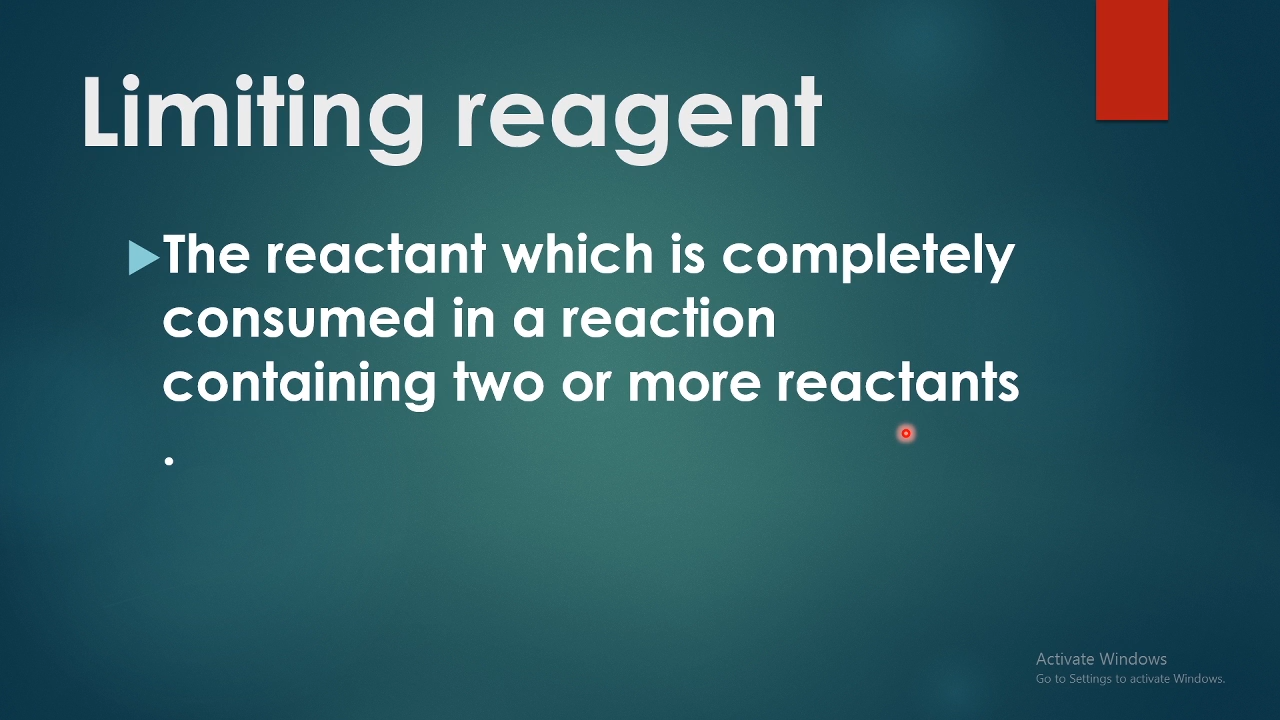 Limiting reagent
The reactant which is completely
consumed in a reaction
containing two or more reactants
.
Activate Windows
Go to Settings to activate Windows.